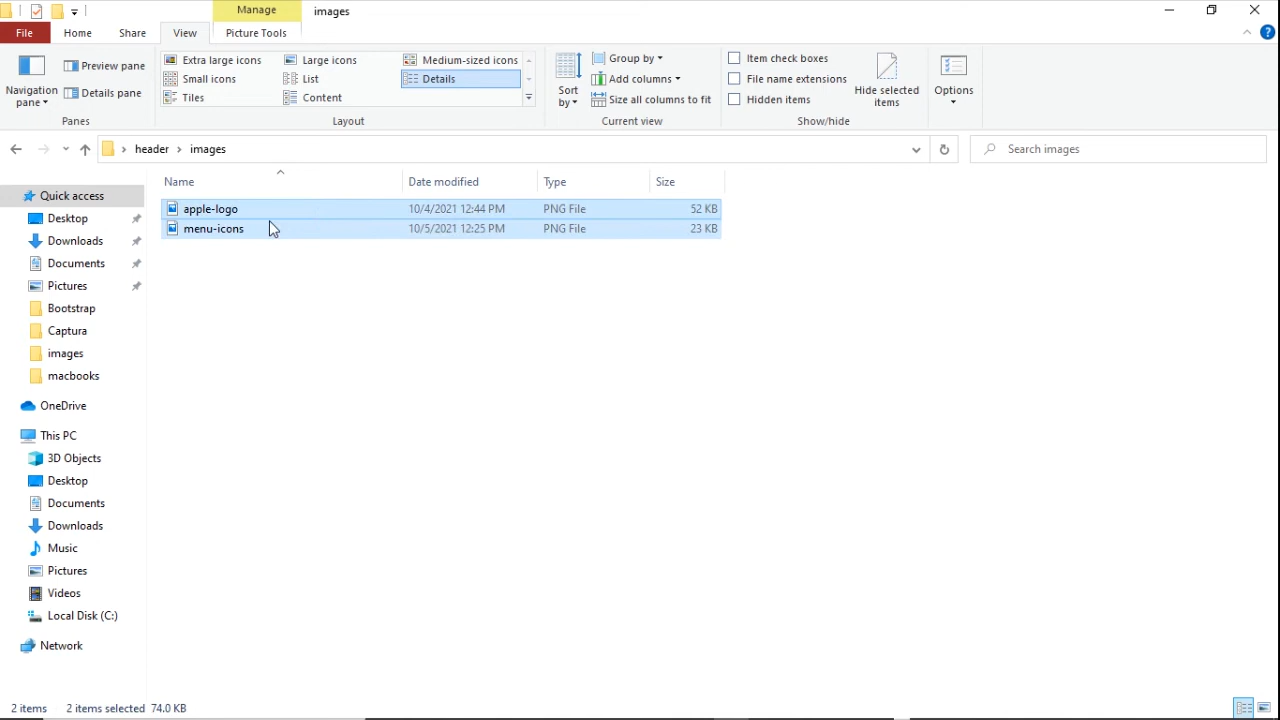 Manage
images
File
Home
Share
View
Picture Tools
Navigation pane
Preview pane
Details pane
Panes
Extra large icons
Large icons
Medium-sized icons
Small icons
List
Details
Tiles
Content
Layout
Sort by
Group by
Add columns
Size all columns to fit
Current view
Item check boxes
File name extensions
Hidden items
Hide selected items
Show/hide
Options
header
images
Search images
Name
Date modified
Type
Size
apple-logo 10/4/2021 12:44 PM PNG File 52 KB
menu-icons 10/5/2021 12:25 PM PNG File 23 KB
Quick access
Desktop
Downloads
Documents
Pictures
Bootstrap
Captura
images
macbooks
OneDrive
This PC
3D Objects
Desktop
Documents
Downloads
Music
Pictures
Videos
Local Disk (C:)
Network
2 items 2 items selected 74.0 KB